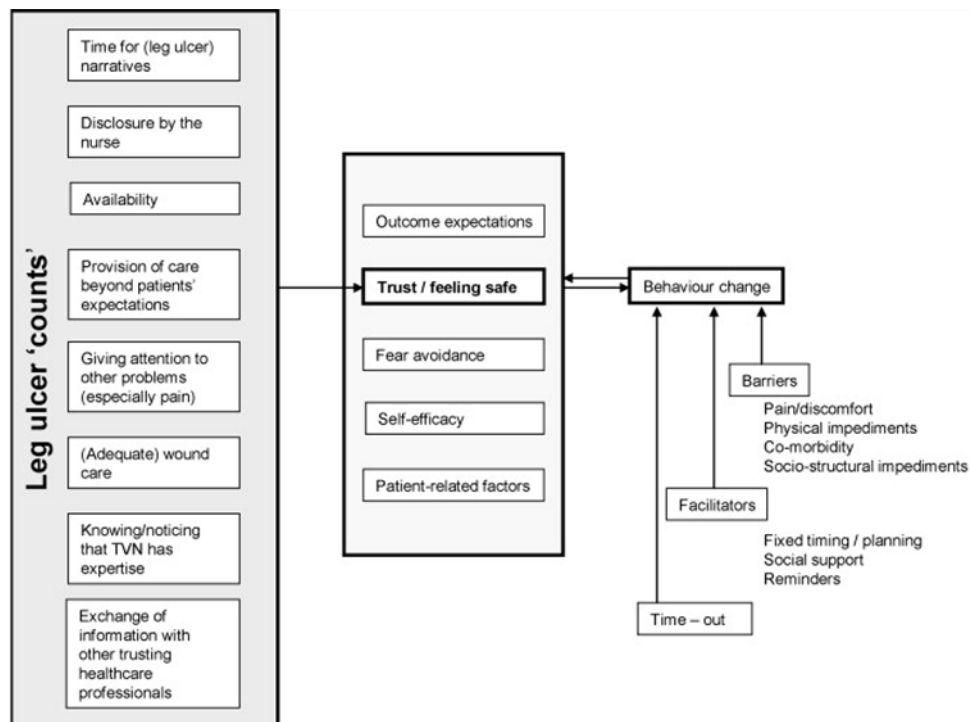 Leg ulcer ‘counts’
Time for (leg ulcer)
narratives
Disclosure by the
nurse
Availability
Provision of care
beyond patients’
expectations
Giving attention to
other problems
(especially pain)
(Adequate) wound
care
Knowing/noticing
that TVN has
expertise
Exchange of
information with
other trusting
healthcare
professionals
Outcome expectations
Trust / feeling safe
Fear avoidance
Self-efficacy
Patient-related factors
Behaviour change
Barriers
Pain/discomfort
Physical impediments
Co-morbidity
Socio-structural impediments
Facilitators
Fixed timing / planning
Social support
Reminders
Time – out